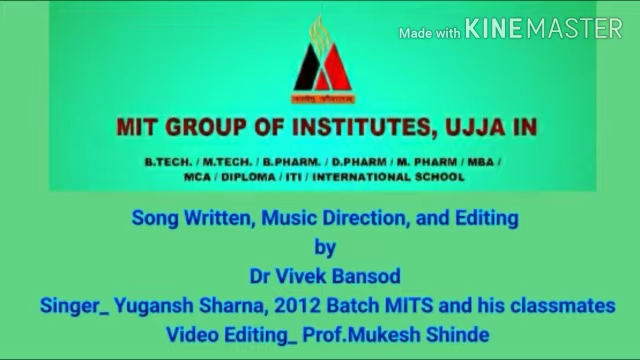 Made with KINEMASTER
MIT GROUP OF INSTITUTES, UJJA IN
B.TECH. / M.TECH. / B.PHARM. / D.PHARM / M. PHARM / MBA /
MCA / DIPLOMA / ITI / INTERNATIONAL SCHOOL
Song Written, Music Direction, and Editing
by
Dr Vivek Bansod
Singer_ Yugansh Sharna, 2012 Batch MITS and his classmates
Video Editing_ Prof.Mukesh Shinde